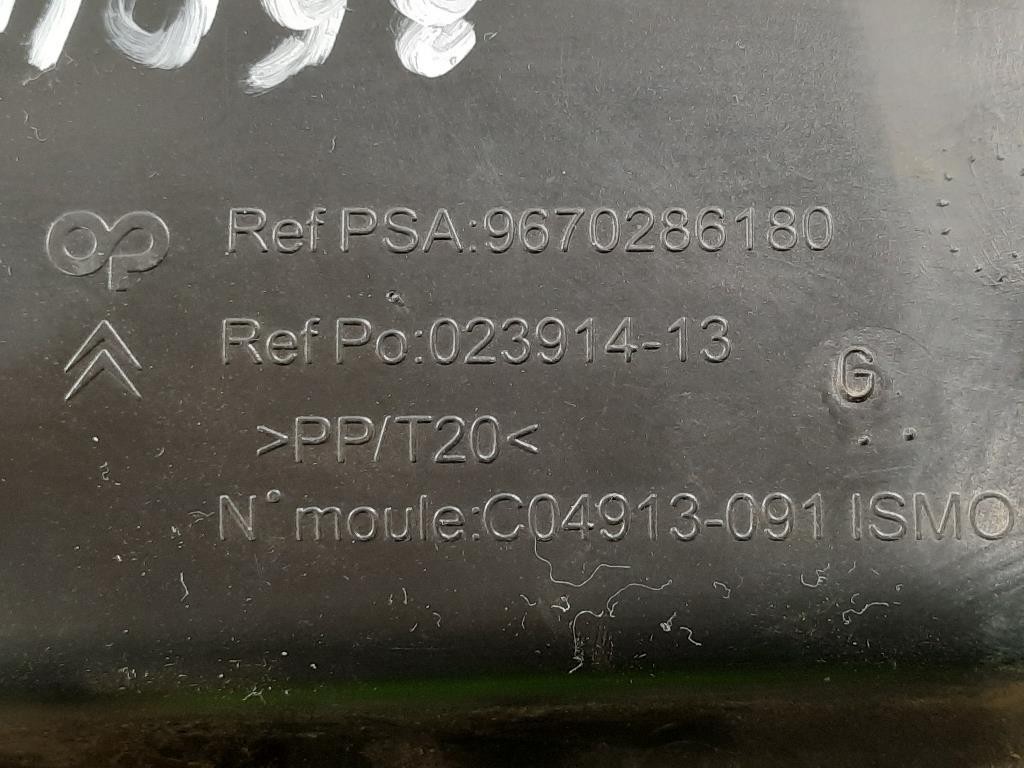 Ref PSA:9670286180
Ref Po:023914-13
G
>PP/T20<
N° moule:C04913-091 ISMO